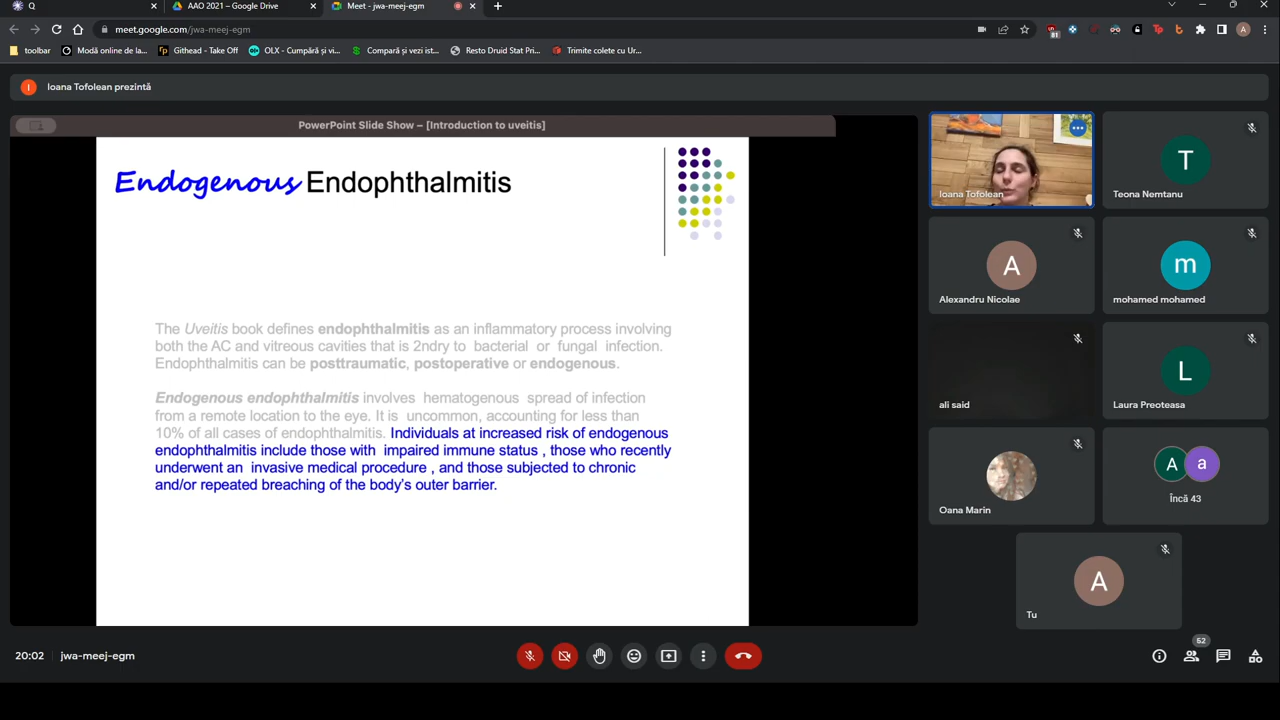 Q
AAO 2021 – Google Drive
Meet - jwa-meej-egm
meet.google.com/jwa-meej-egm
81
A
toolbar
Modă online de la...
Githead - Take Off
OLX - Cumpără și vi...
Compară și vezi ist...
Resto Druid Stat Pri...
Trimite colete cu Ur...
I
Ioana Tofolean prezintă
PowerPoint Slide Show – [Introduction to uveitis]
Endogenous Endophthalmitis
The Uveitis book defines endophthalmitis as an inflammatory process involving
both the AC and vitreous cavities that is 2ndry to bacterial or fungal infection.
Endophthalmitis can be posttraumatic, postoperative or endogenous.
Endogenous endophthalmitis involves hematogenous spread of infection
from a remote location to the eye. It is uncommon, accounting for less than
10% of all cases of endophthalmitis. Individuals at increased risk of endogenous
endophthalmitis include those with impaired immune status , those who recently
underwent an invasive medical procedure , and those subjected to chronic
and/or repeated breaching of the body's outer barrier.
Ioana Tofolean
T
Teona Nemtanu
A
Alexandru Nicolae
m
mohamed mohamed
ali said
L
Laura Preoteasa
Oana Marin
A a
Încă 43
A
Tu
20:02
jwa-meej-egm
52